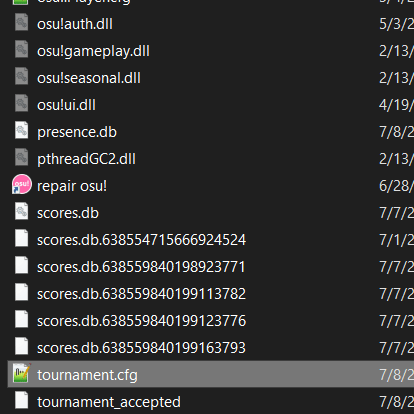 osu!auth.dll 5/3/2
osu!gameplay.dll 2/13/
osu!seasonal.dll 2/13/
osu!ui.dll 4/19/
presence.db 7/8/2
pthreadGC2.dll 2/13/
repair osu! 6/28/
scores.db 7/7/2
scores.db.638554715666924524 7/1/2
scores.db.638559840198923771 7/7/2
scores.db.638559840199113782 7/7/2
scores.db.638559840199123776 7/7/2
scores.db.638559840199163793 7/7/2
tournament.cfg 7/8/2
tournament_accepted 7/8/2